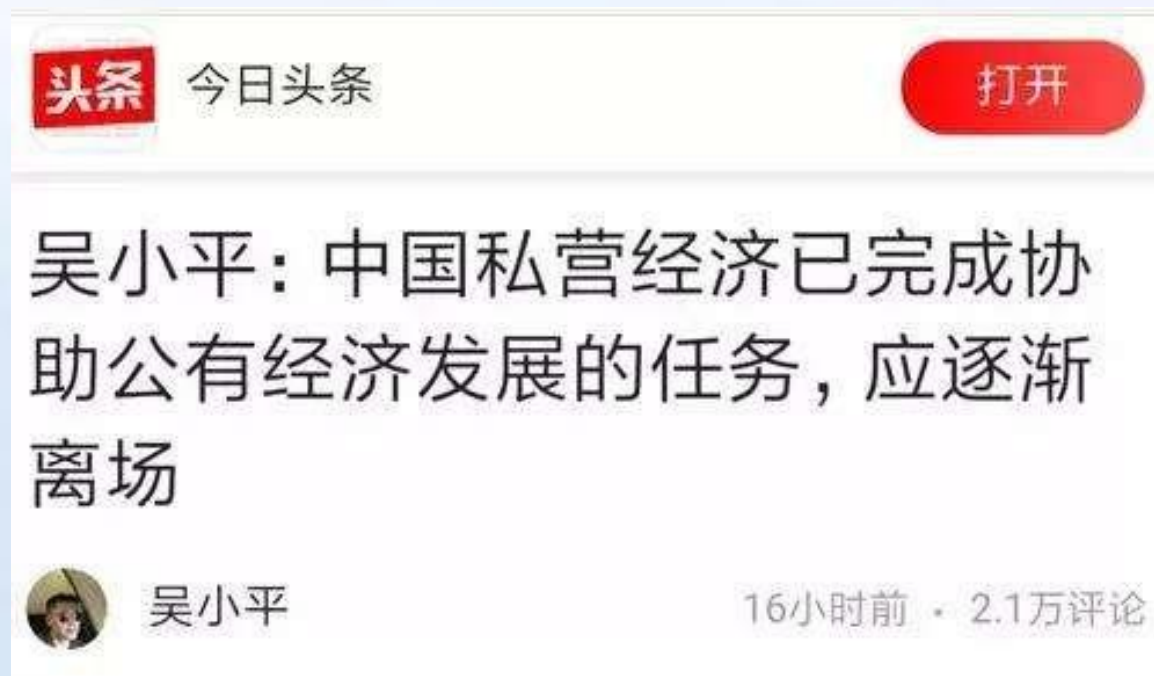 头条 今日头条 打开
吴小平：中国私营经济已完成协
助公有经济发展的任务，应逐渐
离场
吴小平 16小时前 · 2.1万评论